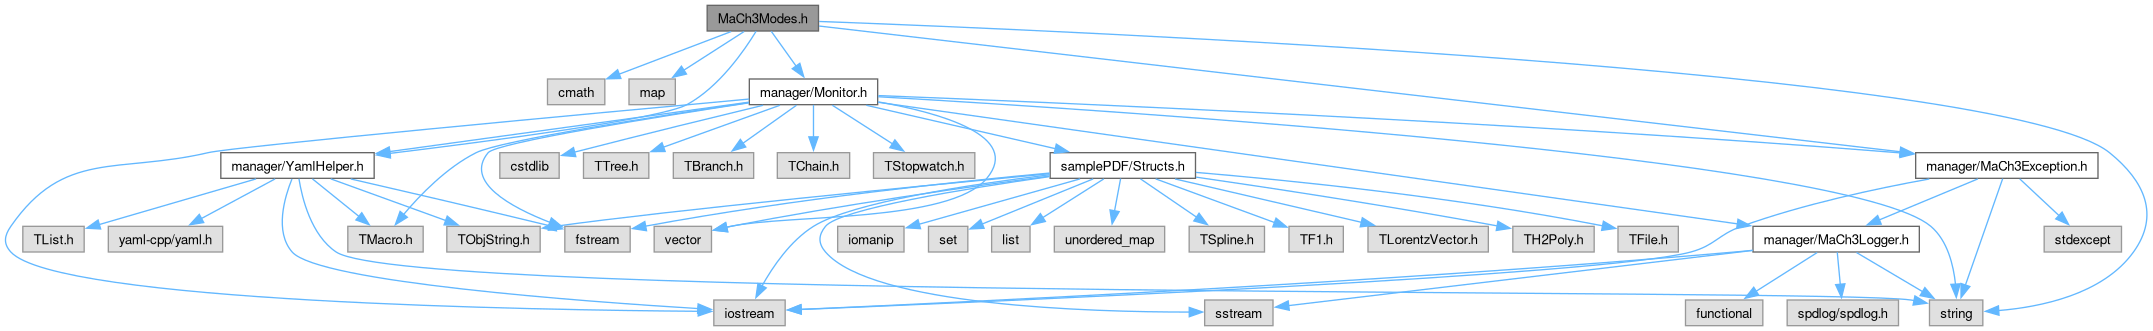 MaCh3Modes.h
cmath
map
manager/Monitor.h
manager/YamlHelper.h
cstdlib
TTree.h
TBranch.h
TChain.h
TStopwatch.h
samplePDF/Structs.h
manager/MaCh3Exception.h
TList.h
yaml-cpp/yaml.h
TMacro.h
TObjString.h
fstream
vector
iomanip
set
list
unordered_map
TSpline.h
TF1.h
TLorentzVector.h
TH2Poly.h
TFile.h
manager/MaCh3Logger.h
stdexcept
iostream
sstream
functional
spdlog/spdlog.h
string